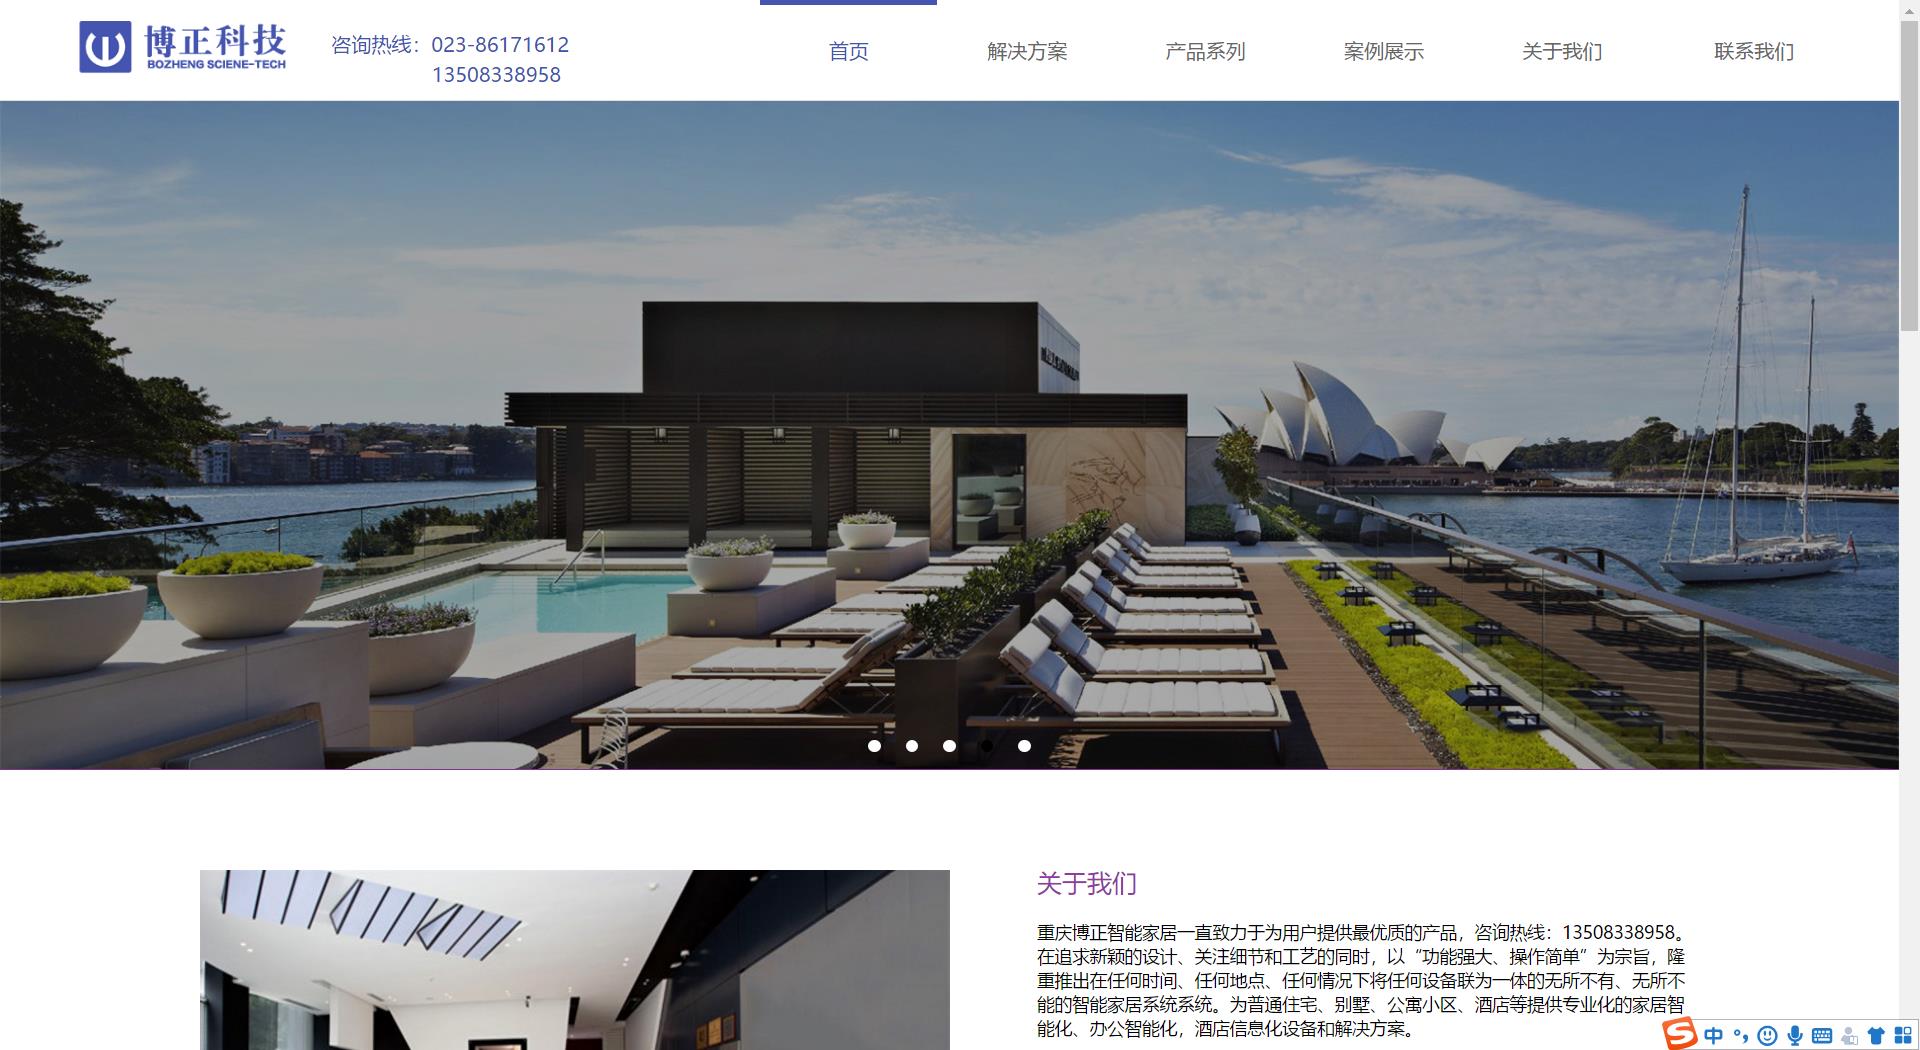 博正科技
BOZHENG SCIENE-TECH
咨询热线：023-86171612
13508338958
首页
解决方案
产品系列
案例展示
关于我们
联系我们
关于我们
重庆博正智能家居一直致力于为用户提供最优质的产品，咨询热线：13508338958。
在追求新颖的设计、关注细节和工艺的同时，以“功能强大、操作简单”为宗旨，隆
重推出在任何时间、任何地点、任何情况下将任何设备联为一体的无所不有、无所不
能的智能家居系统系统。为普通住宅、别墅、公寓小区、酒店等提供专业化的家居智
能化、办公智能化，酒店信息化设备和解决方案。
中